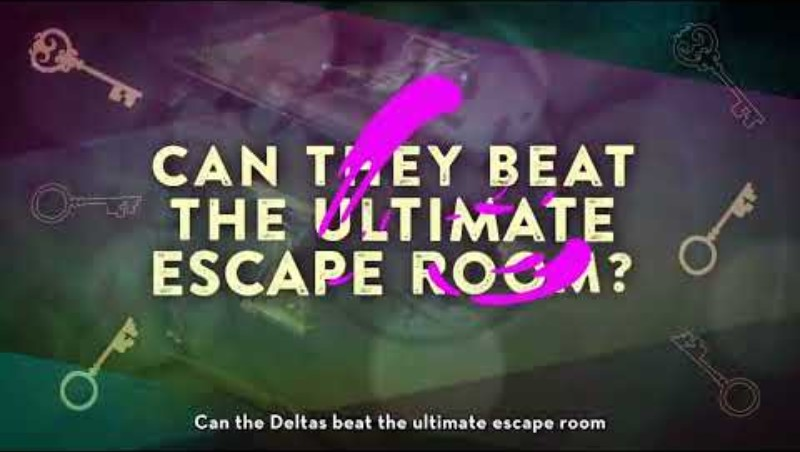 CAN THEY BEAT
THE ULTIMATE
ESCAPE ROOM?
Can the Deltas beat the ultimate escape room